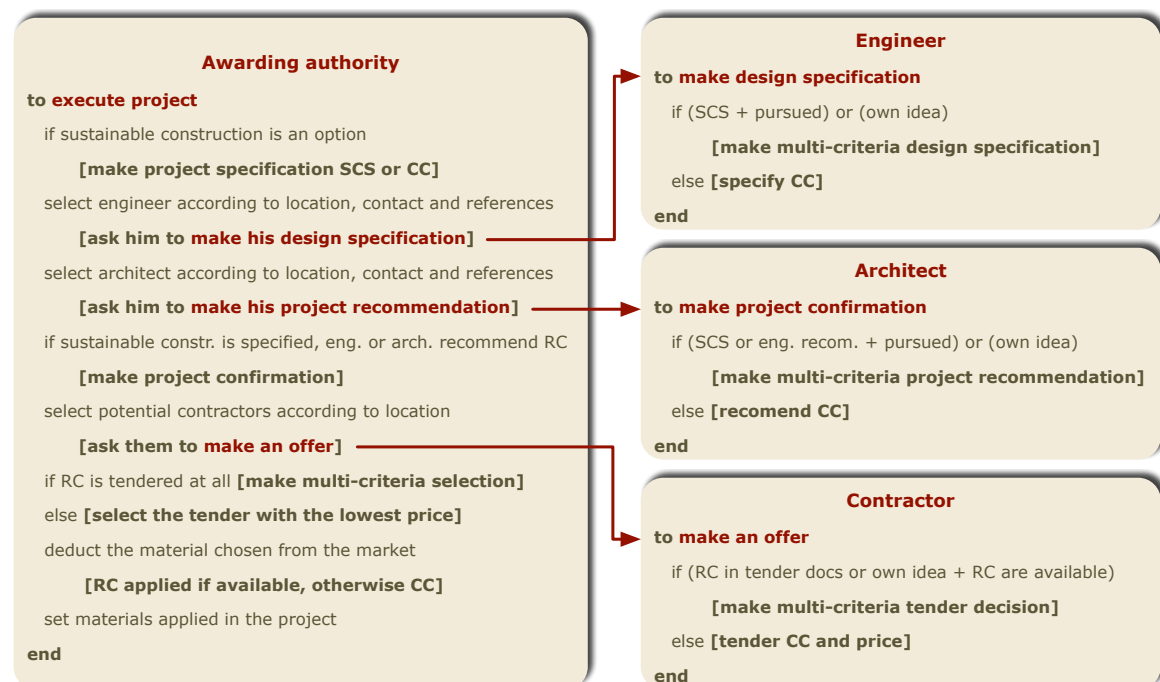 Awarding authority
to execute project
if sustainable construction is an option
[make project specification SCS or CC]
select engineer according to location, contact and references
[ask him to make his design specification]
select architect according to location, contact and references
[ask him to make his project recommendation]
if sustainable constr. is specified, eng. or arch. recommend RC
[make project confirmation]
select potential contractors according to location
[ask them to make an offer]
if RC is tendered at all [make multi-criteria selection]
else [select the tender with the lowest price]
deduct the material chosen from the market
[RC applied if available, otherwise CC]
set materials applied in the project
end
Engineer
to make design specification
if (SCS + pursued) or (own idea)
[make multi-criteria design specification]
else [specify CC]
end
Architect
to make project confirmation
if (SCS or eng. recom. + pursued) or (own idea)
[make multi-criteria project recommendation]
else [recomend CC]
end
Contractor
to make an offer
if (RC in tender docs or own idea + RC are available)
[make multi-criteria tender decision]
else [tender CC and price]
end